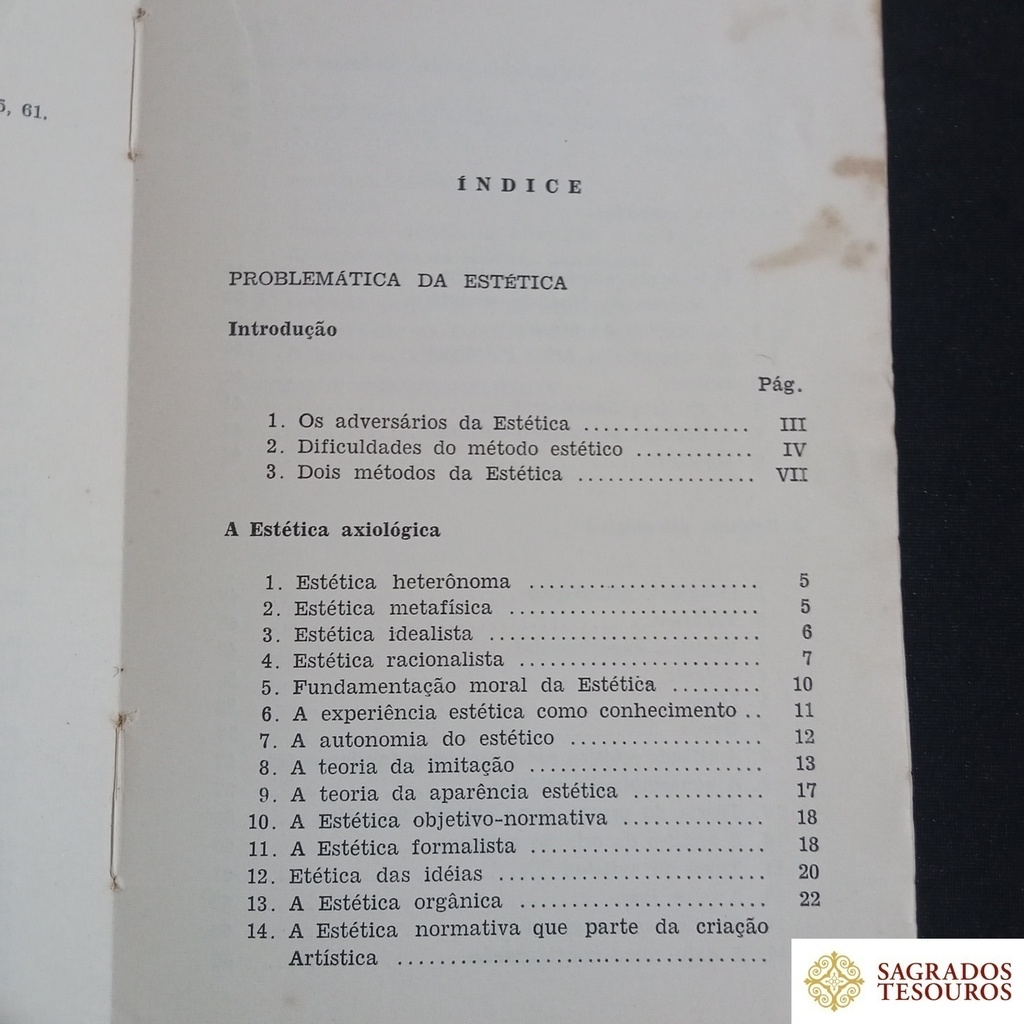 5, 61.
ÍNDICE
PROBLEMÁTICA DA ESTÉTICA
Introdução
Pág.
1. Os adversários da Estética ................. III
2. Dificuldades do método estético ............ IV
3. Dois métodos da Estética .................. VII
A Estética axiológica
1. Estética heterônoma ....................... 5
2. Estética metafísica ......................... 5
3. Estética idealista ........................... 6
4. Estética racionalista ........................ 7
5. Fundamentação moral da Estética ......... 10
6. A experiência estética como conhecimento .. 11
7. A autonomia do estético ................... 12
8. A teoria da imitação ....................... 13
9. A teoria da aparência estética ............. 17
10. A Estética objetivo-normativa .............. 18
11. A Estética formalista ....................... 18
12. Etética das idéias .......................... 20
13. A Estética orgânica ........................ 22
14. A Estética normativa que parte da criação
Artística .....................................
SAGRADOS
TESOUROS